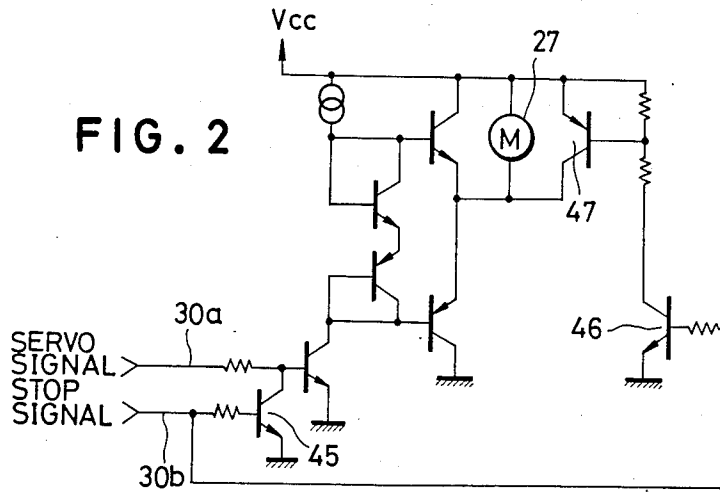 Vcc
27
FIG. 2
M
47
30a
SERVO
SIGNAL
46
STOP
SIGNAL
45
30b